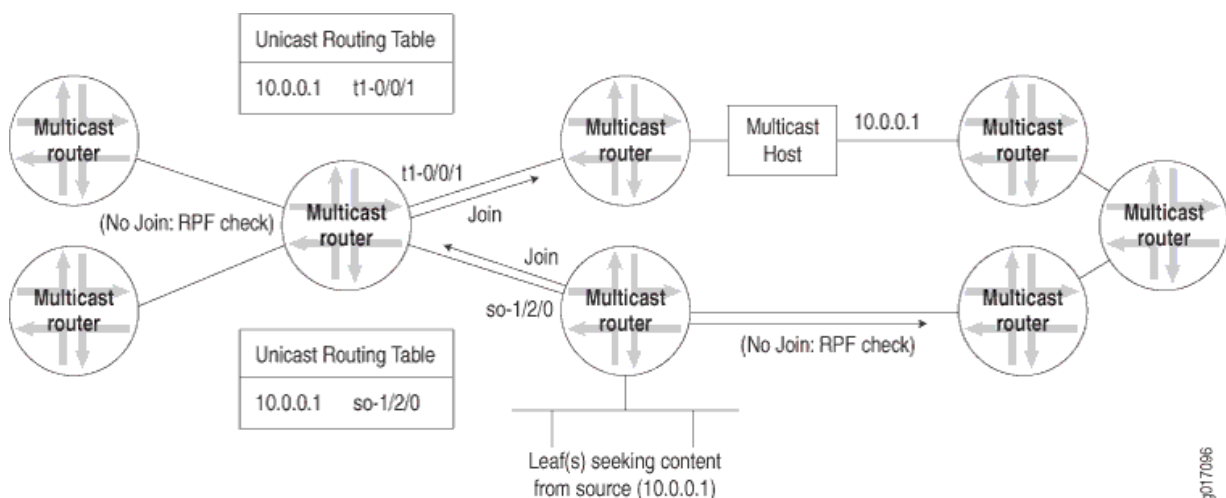 Unicast Routing Table
10.0.0.1 t1-0/0/1
Multicast
router
Multicast
router
Multicast
Host
10.0.0.1
Multicast
router
t1-0/0/1
Join
(No Join: RPF check)
Multicast
router
Multicast
router
Join
so-1/2/0
Multicast
router
Multicast
router
Multicast
router
(No Join: RPF check)
Unicast Routing Table
10.0.0.1 so-1/2/0
Leaf(s) seeking content
from source (10.0.0.1)
g017096